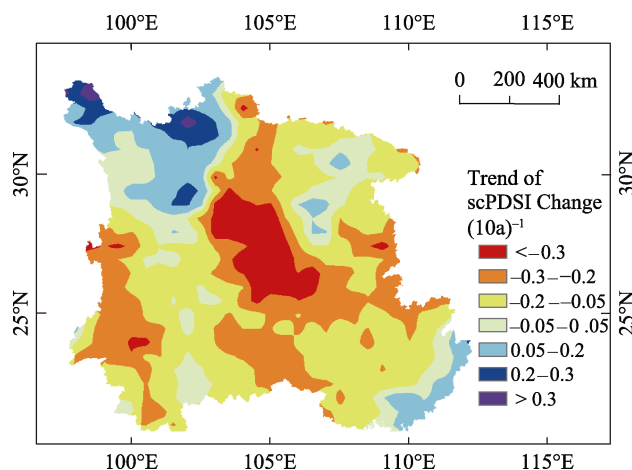 100°E 105°E 110°E 115°E
0 200 400 km
30°N 30°N
Trend of
scPDSI Change
(10a)⁻¹
<−0.3
−0.3−−0.2
25°N −0.2−−0.05 25°N
−0.05−0.05
0.05−0.2
0.2−0.3
> 0.3
100°E 105°E 110°E 115°E